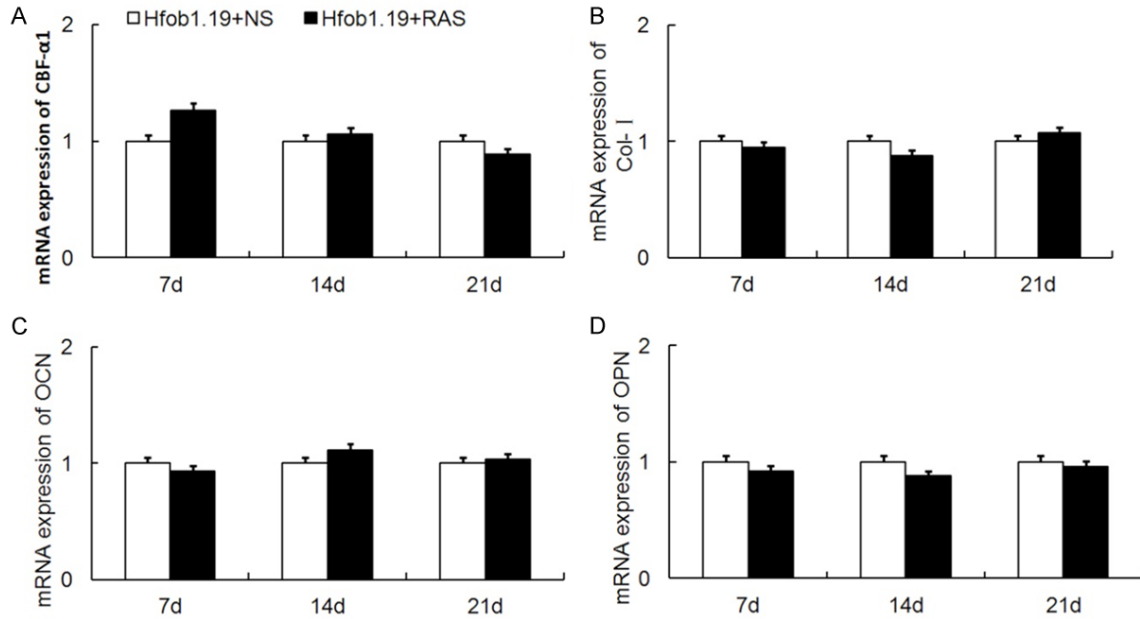 A
Hfob1.19+NS
Hfob1.19+RAS
mRNA expression of CBF-α1
2
1
0
7d
14d
21d
B
mRNA expression of
Col-Ⅰ
2
1
0
7d
14d
21d
C
mRNA expression of OCN
2
1
0
7d
14d
21d
D
mRNA expression of OPN
2
1
0
7d
14d
21d